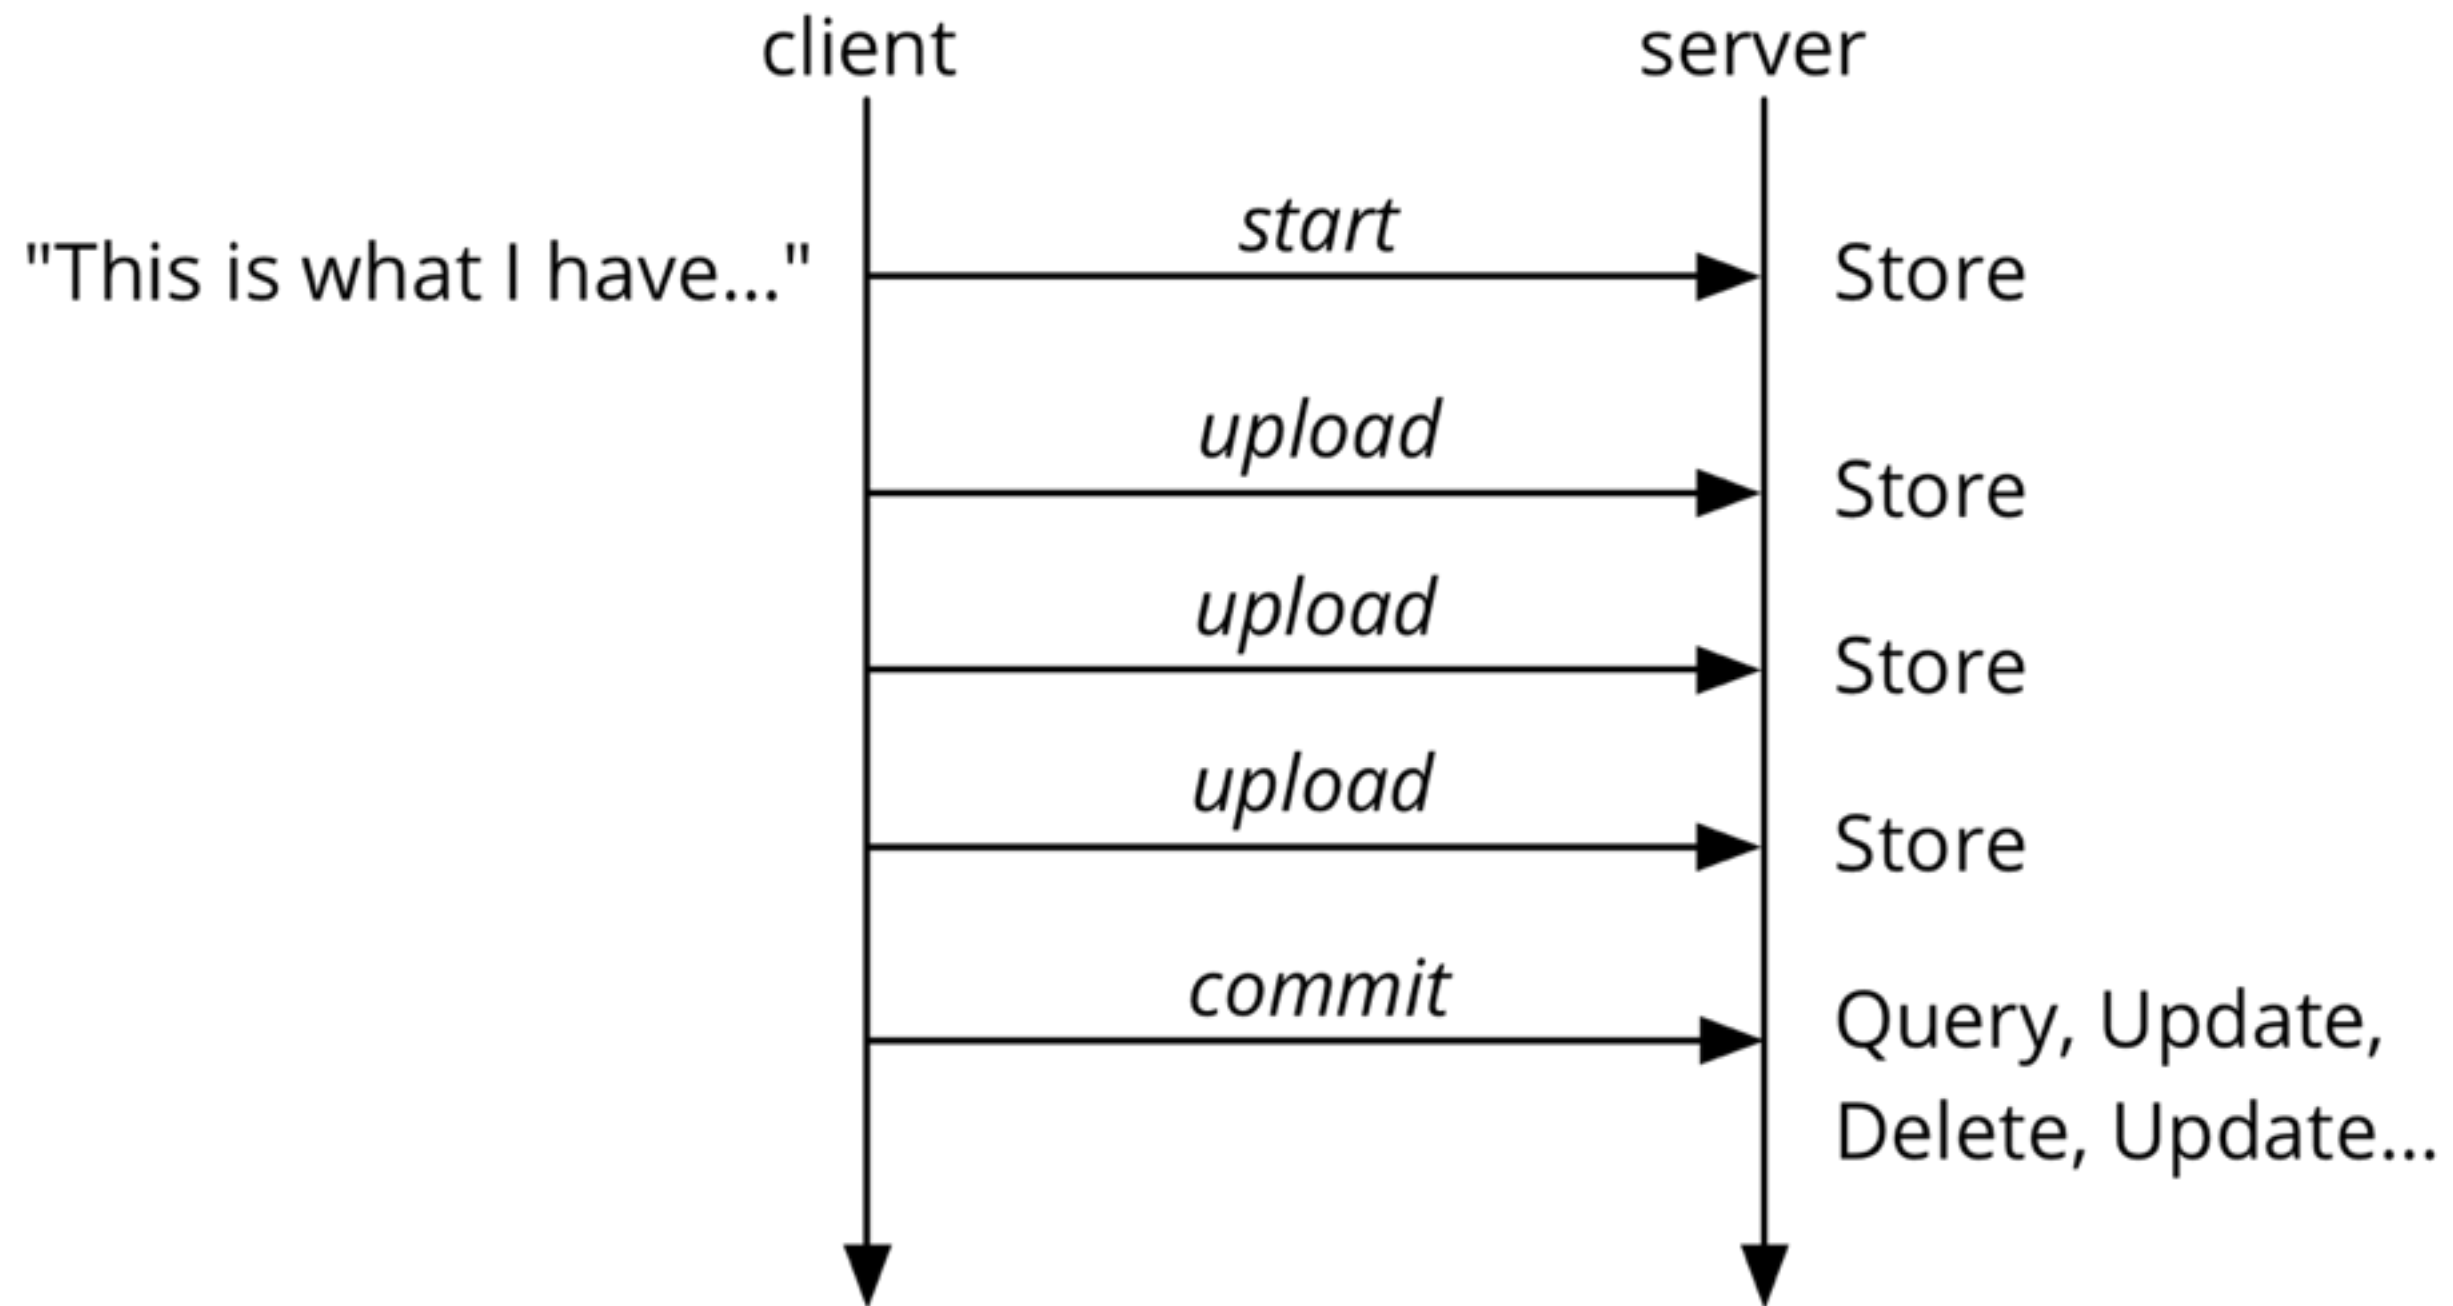 client server
start
"This is what I have..." Store
upload
Store
upload
Store
upload
Store
commit
Query, Update,
Delete, Update...